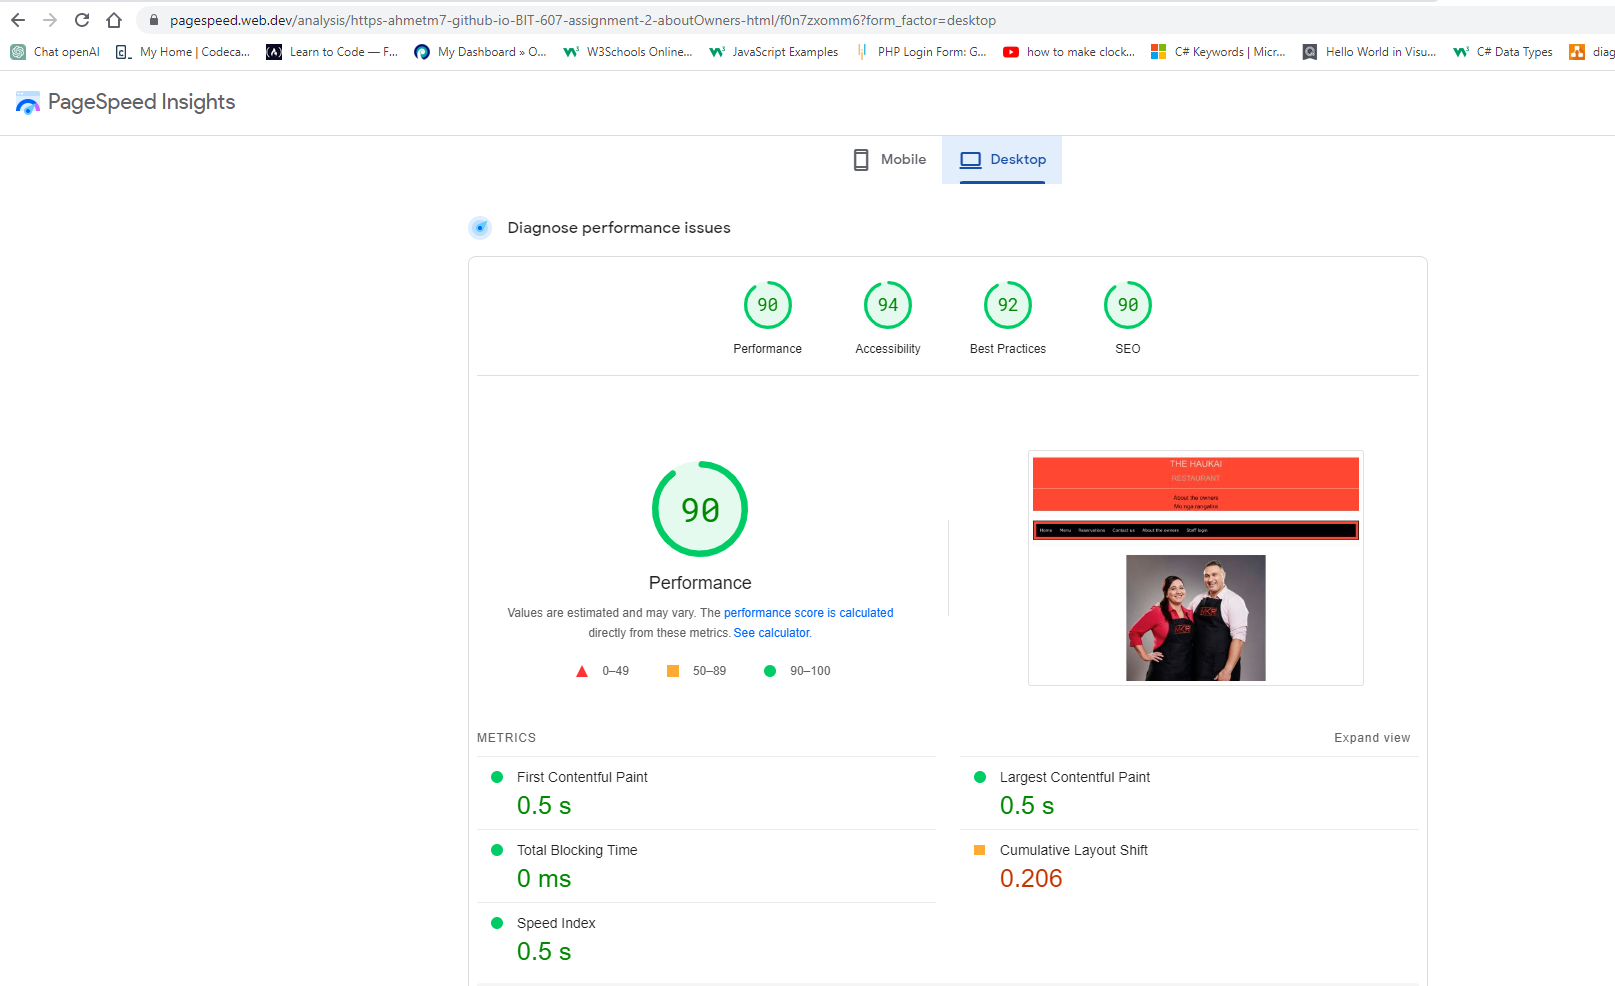 pagespeed.web.dev/analysis/https-ahmetm7-github-io-BIT-607-assignment-2-aboutOwners-html/f0n7zxomm6?form_factor=desktop
Chat openAI My Home | Codeca... Learn to Code — F... My Dashboard » O... W3Schools Online... JavaScript Examples PHP Login Form: G... how to make clock... C# Keywords | Micr... Hello World in Visu... C# Data Types diag
PageSpeed Insights
Mobile Desktop
Diagnose performance issues
90 94 92 90
Performance Accessibility Best Practices SEO
90
Performance
Values are estimated and may vary. The performance score is calculated
directly from these metrics. See calculator.
0–49 50–89 90–100
THE HAUKAI
RESTAURANT
About the owners
Mo nga rangatira
Home Menu Reservations Contact us About the owners Staff login
METRICS Expand view
First Contentful Paint
0.5 s
Largest Contentful Paint
0.5 s
Total Blocking Time
0 ms
Cumulative Layout Shift
0.206
Speed Index
0.5 s